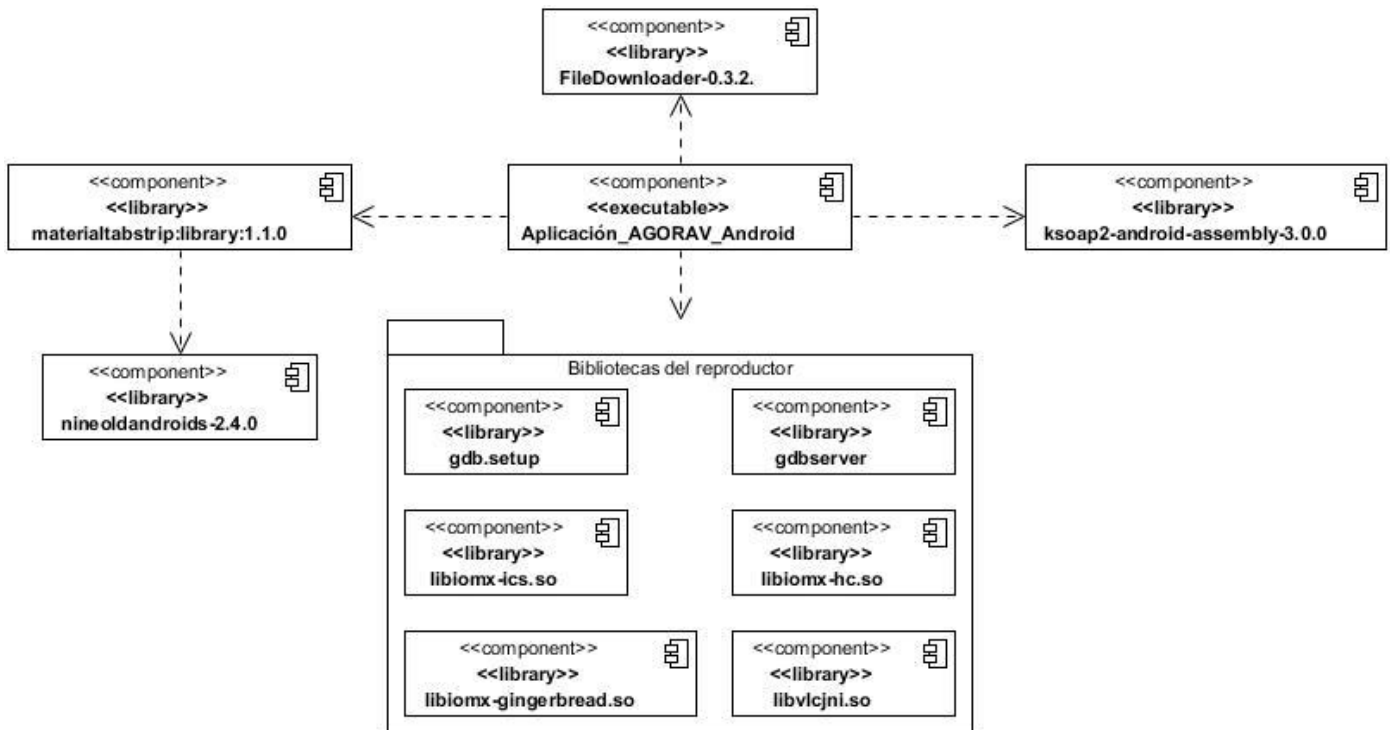 <<component>>
<<library>>
FileDownloader-0.3.2.
<<component>>
<<library>>
materialtabstrip:library:1.1.0
<<component>>
<<executable>>
Aplicación_AGORAV_Android
<<component>>
<<library>>
ksoap2-android-assembly-3.0.0
<<component>>
<<library>>
nineoldandroids-2.4.0
Bibliotecas del reproductor
<<component>>
<<library>>
gdb.setup
<<component>>
<<library>>
gdbserver
<<component>>
<<library>>
libiomx-ics.so
<<component>>
<<library>>
libiomx-hc.so
<<component>>
<<library>>
libiomx-gingerbread.so
<<component>>
<<library>>
libvlcjni.so